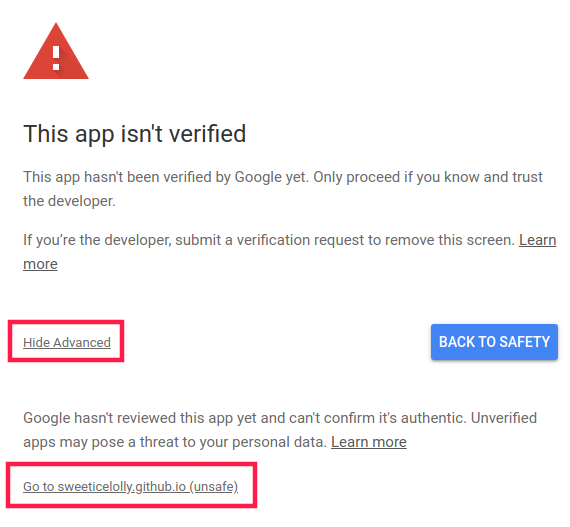 This app isn't verified
This app hasn't been verified by Google yet. Only proceed if you know and trust
the developer.
If you’re the developer, submit a verification request to remove this screen. Learn
more
Hide Advanced
BACK TO SAFETY
Google hasn't reviewed this app yet and can't confirm it's authentic. Unverified
apps may pose a threat to your personal data. Learn more
Go to sweeticelolly.github.io (unsafe)